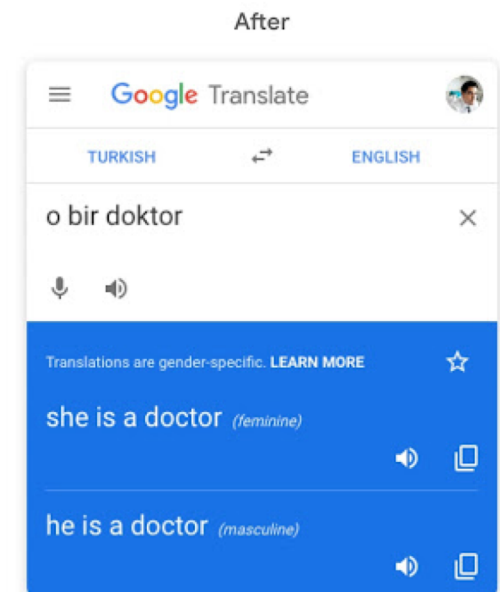 After
Google Translate
TURKISH ENGLISH
o bir doktor
Translations are gender-specific. LEARN MORE
she is a doctor (feminine)
he is a doctor (masculine)